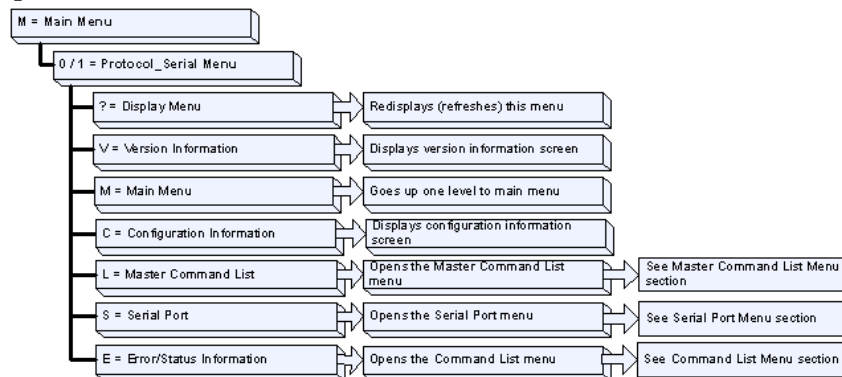 M = Main Menu
0 / 1 = Protocol_Serial Menu
? = Display Menu
Redisplays (refreshes) this menu
V = Version Information
Displays version information screen
M = Main Menu
Goes up one level to main menu
C = Configuration Information
Displays configuration information
screen
L = Master Command List
Opens the Master Command List
menu
See Master Command List Menu
section
S = Serial Port
Opens the Serial Port menu
See Serial Port Menu section
E = Error/Status Information
Opens the Command List menu
See Command List Menu section